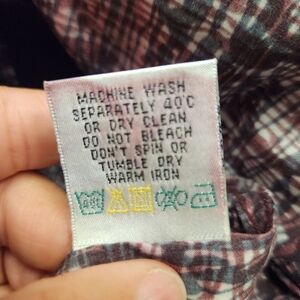 MACHINE WASH
SEPARATELY 40°C
OR DRY CLEAN
DO NOT BLEACH
DON'T SPIN OR
TUMBLE DRY
WARM IRON